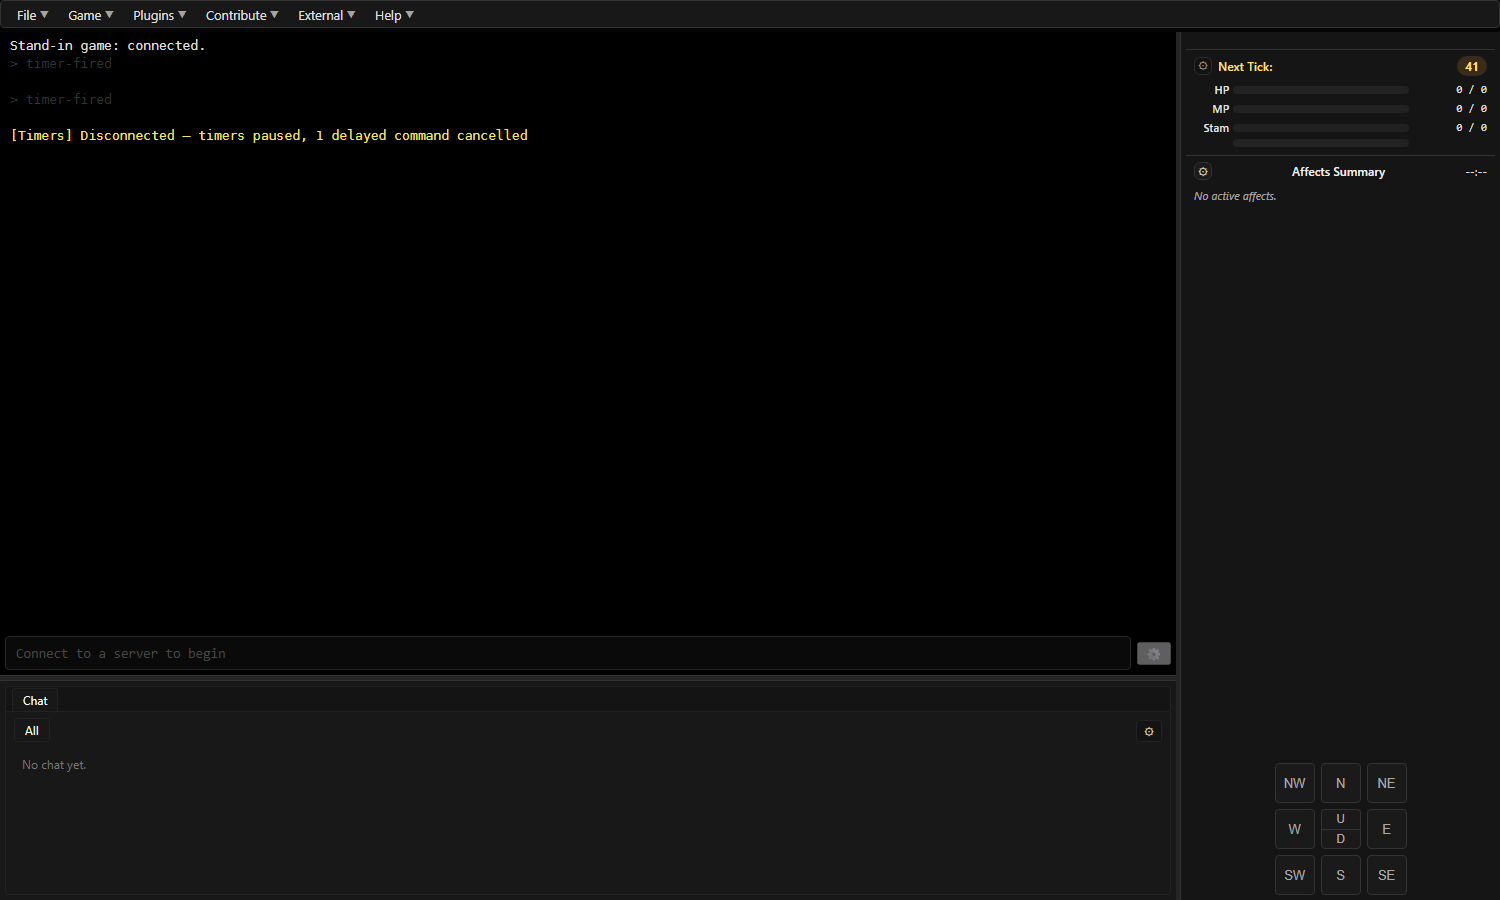 File ▼ Game ▼ Plugins ▼ Contribute ▼ External ▼ Help ▼
Stand-in game: connected.
> timer-fired
> timer-fired
[Timers] Disconnected — timers paused, 1 delayed command cancelled
Connect to a server to begin
Chat
All
No chat yet.
Next Tick: 41
HP 0 / 0
MP 0 / 0
Stam 0 / 0
Affects Summary --:--
No active affects.
NW N NE
W U E
D
SW S SE